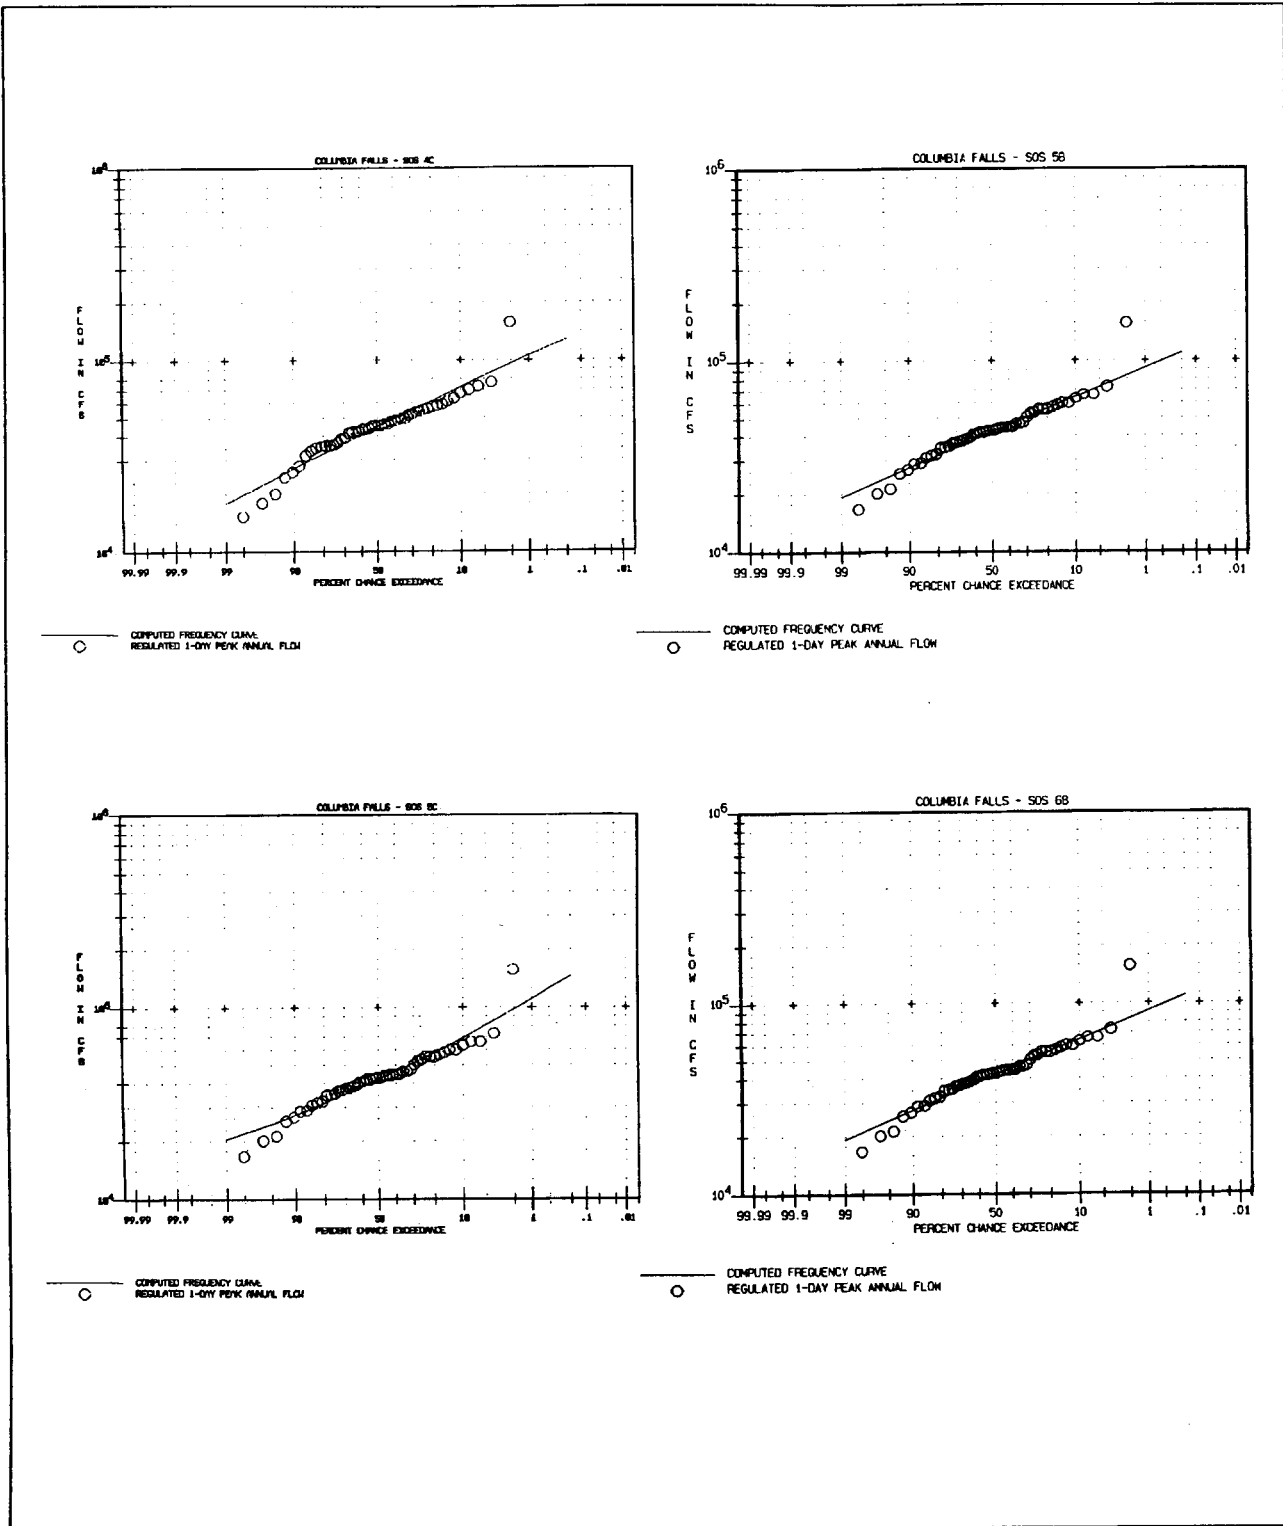 COLUMBIA FALLS - SOS 4C
10⁶
FLOW IN CFS
10⁵
10⁴
99.99 99.9 99 90 50 10 1 .1 .01
PERCENT CHANCE EXCEEDANCE
COMPUTED FREQUENCY CURVE
REGULATED 1-DAY PEAK ANNUAL FLOW
COLUMBIA FALLS - SOS 5B
10⁶
FLOW IN CFS
10⁵
10⁴
99.99 99.9 99 90 50 10 1 .1 .01
PERCENT CHANCE EXCEEDANCE
COMPUTED FREQUENCY CURVE
REGULATED 1-DAY PEAK ANNUAL FLOW
COLUMBIA FALLS - SOS 5C
10⁶
FLOW IN CFS
10⁵
10⁴
99.99 99.9 99 90 50 10 1 .1 .01
PERCENT CHANCE EXCEEDANCE
COMPUTED FREQUENCY CURVE
REGULATED 1-DAY PEAK ANNUAL FLOW
COLUMBIA FALLS - SOS 6B
10⁶
FLOW IN CFS
10⁵
10⁴
99.99 99.9 99 90 50 10 1 .1 .01
PERCENT CHANCE EXCEEDANCE
COMPUTED FREQUENCY CURVE
REGULATED 1-DAY PEAK ANNUAL FLOW